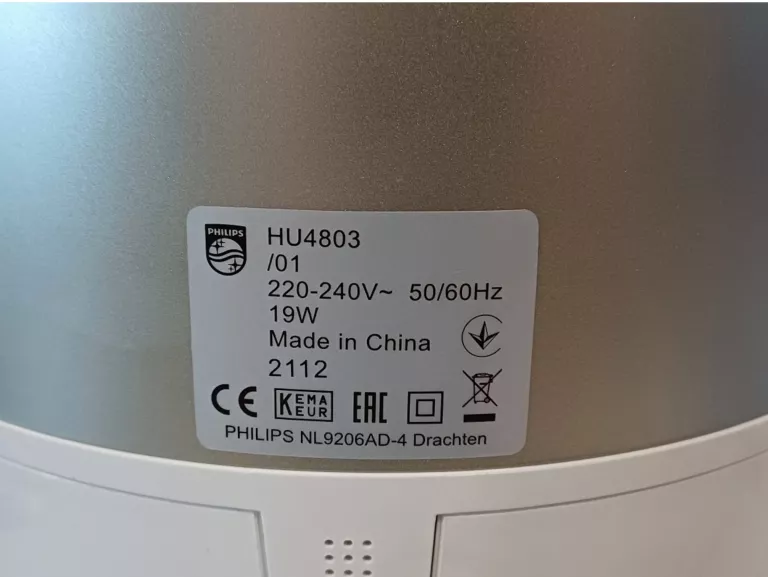 PHILIPS
HU4803
/01
220-240V~ 50/60Hz
19W
Made in China
2112
CE KEMA KEUR EAC
PHILIPS NL9206AD-4 Drachten